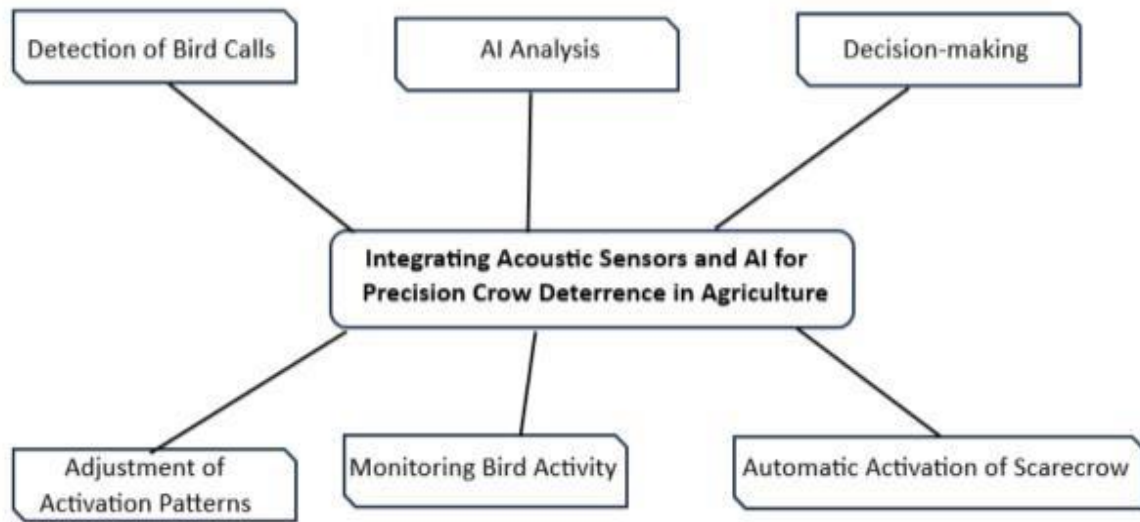 Detection of Bird Calls
AI Analysis
Decision-making
Integrating Acoustic Sensors and AI for
Precision Crow Deterrence in Agriculture
Adjustment of
Activation Patterns
Monitoring Bird Activity
Automatic Activation of Scarecrow